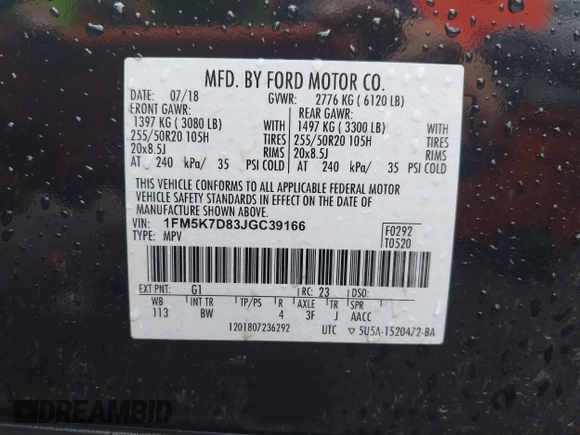 MFD. BY FORD MOTOR CO.
DATE: 07/18 GVWR: 2776 KG ( 6120 LB)
FRONT GAWR: REAR GAWR:
1397 KG ( 3080 LB) 1497 KG ( 3300 LB)
255/50R20 105H TIRES 255/50R20 105H TIRES
20x8.5J RIMS 20x8.5J RIMS
AT 240 kPa/ 35 PSI COLD AT 240 kPa/ 35 PSI COLD
THIS VEHICLE CONFORMS TO ALL APPLICABLE FEDERAL MOTOR
VEHICLE SAFETY STANDARDS IN EFFECT ON THE DATE OF
MANUFACTURE SHOWN ABOVE.
VIN: 1FM5K7D83JGC39166 F0292
TYPE: MPV T0520
EXT PNT: G1 RC: 23 DSO:
WB INT TR TP/PS R AXLE TR SPR
113 BW 4 3F J AACC
1201807236292 UTC 5U5A-1520472-BA
DREAMBID